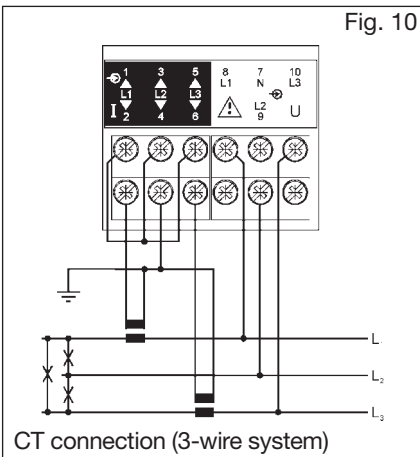 Fig. 10
1 3 5 8 7 10
L1 N L3
L1 L2 L3
I 2 4 6 L2 9 U
L
L2
L3
CT connection (3-wire system)